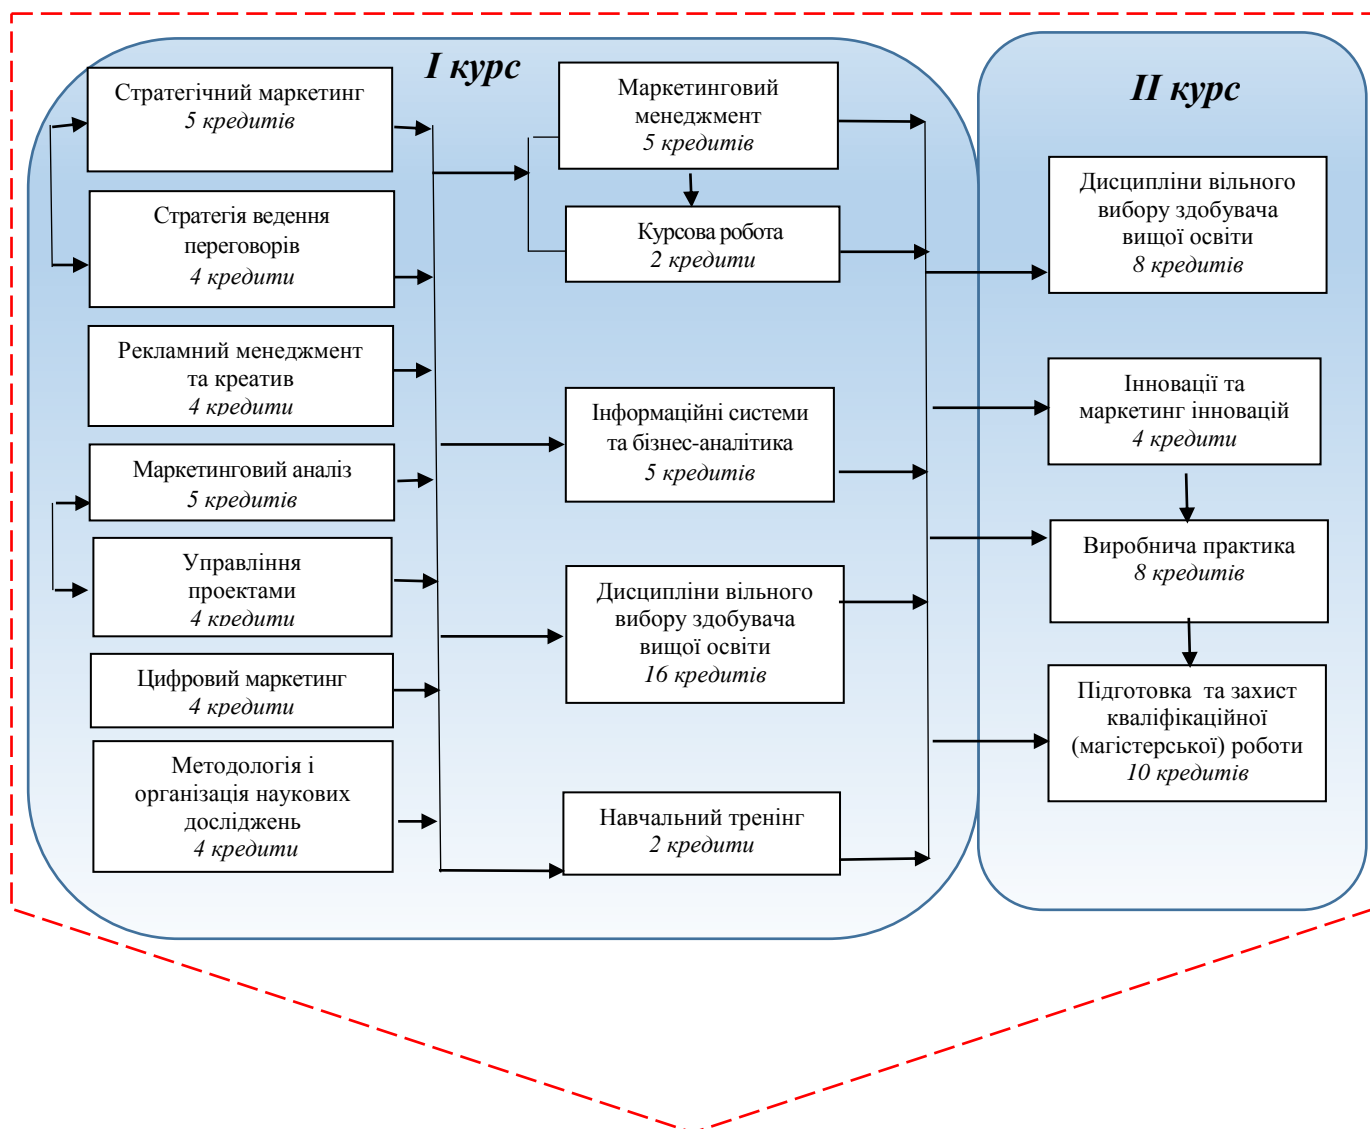 I курс
Стратегічний маркетинг
5 кредитів
Стратегія ведення
переговорів
4 кредити
Рекламний менеджмент
та креатив
4 кредити
Маркетинговий аналіз
5 кредитів
Управління
проектами
4 кредити
Цифровий маркетинг
4 кредити
Методологія і
організація наукових
досліджень
4 кредити
Маркетинговий
менеджмент
5 кредитів
Курсова робота
2 кредити
Інформаційні системи
та бізнес-аналітика
5 кредитів
Дисципліни вільного
вибору здобувача
вищої освіти
16 кредитів
Навчальний тренінг
2 кредити
II курс
Дисципліни вільного
вибору здобувача
вищої освіти
8 кредитів
Інновації та
маркетинг інновацій
4 кредити
Виробнича практика
8 кредитів
Підготовка та захист
кваліфікаційної
(магістерської) роботи
10 кредитів